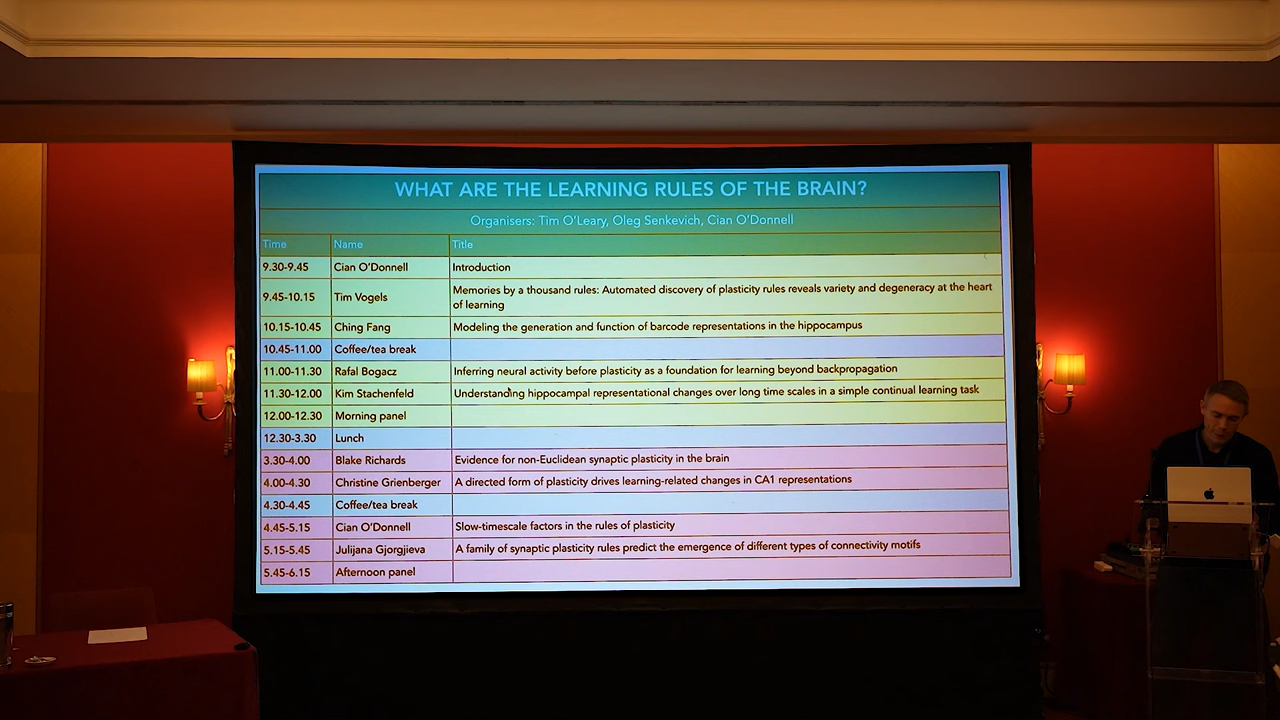 WHAT ARE THE LEARNING RULES OF THE BRAIN?
Organisers: Tim O'Leary, Oleg Senkevich, Cian O'Donnell
Time Name Title
9.30-9.45 Cian O'Donnell Introduction
9.45-10.15 Tim Vogels Memories by a thousand rules: Automated discovery of plasticity rules reveals variety and degeneracy at the heart
of learning
10.15-10.45 Ching Fang Modeling the generation and function of barcode representations in the hippocampus
10.45-11.00 Coffee/tea break
11.00-11.30 Rafal Bogacz Inferring neural activity before plasticity as a foundation for learning beyond backpropagation
11.30-12.00 Kim Stachenfeld Understanding hippocampal representational changes over long time scales in a simple continual learning task
12.00-12.30 Morning panel
12.30-3.30 Lunch
3.30-4.00 Blake Richards Evidence for non-Euclidean synaptic plasticity in the brain
4.00-4.30 Christine Grienberger A directed form of plasticity drives learning-related changes in CA1 representations
4.30-4.45 Coffee/tea break
4.45-5.15 Cian O'Donnell Slow-timescale factors in the rules of plasticity
5.15-5.45 Julijana Gjorgjieva A family of synaptic plasticity rules predict the emergence of different types of connectivity motifs
5.45-6.15 Afternoon panel